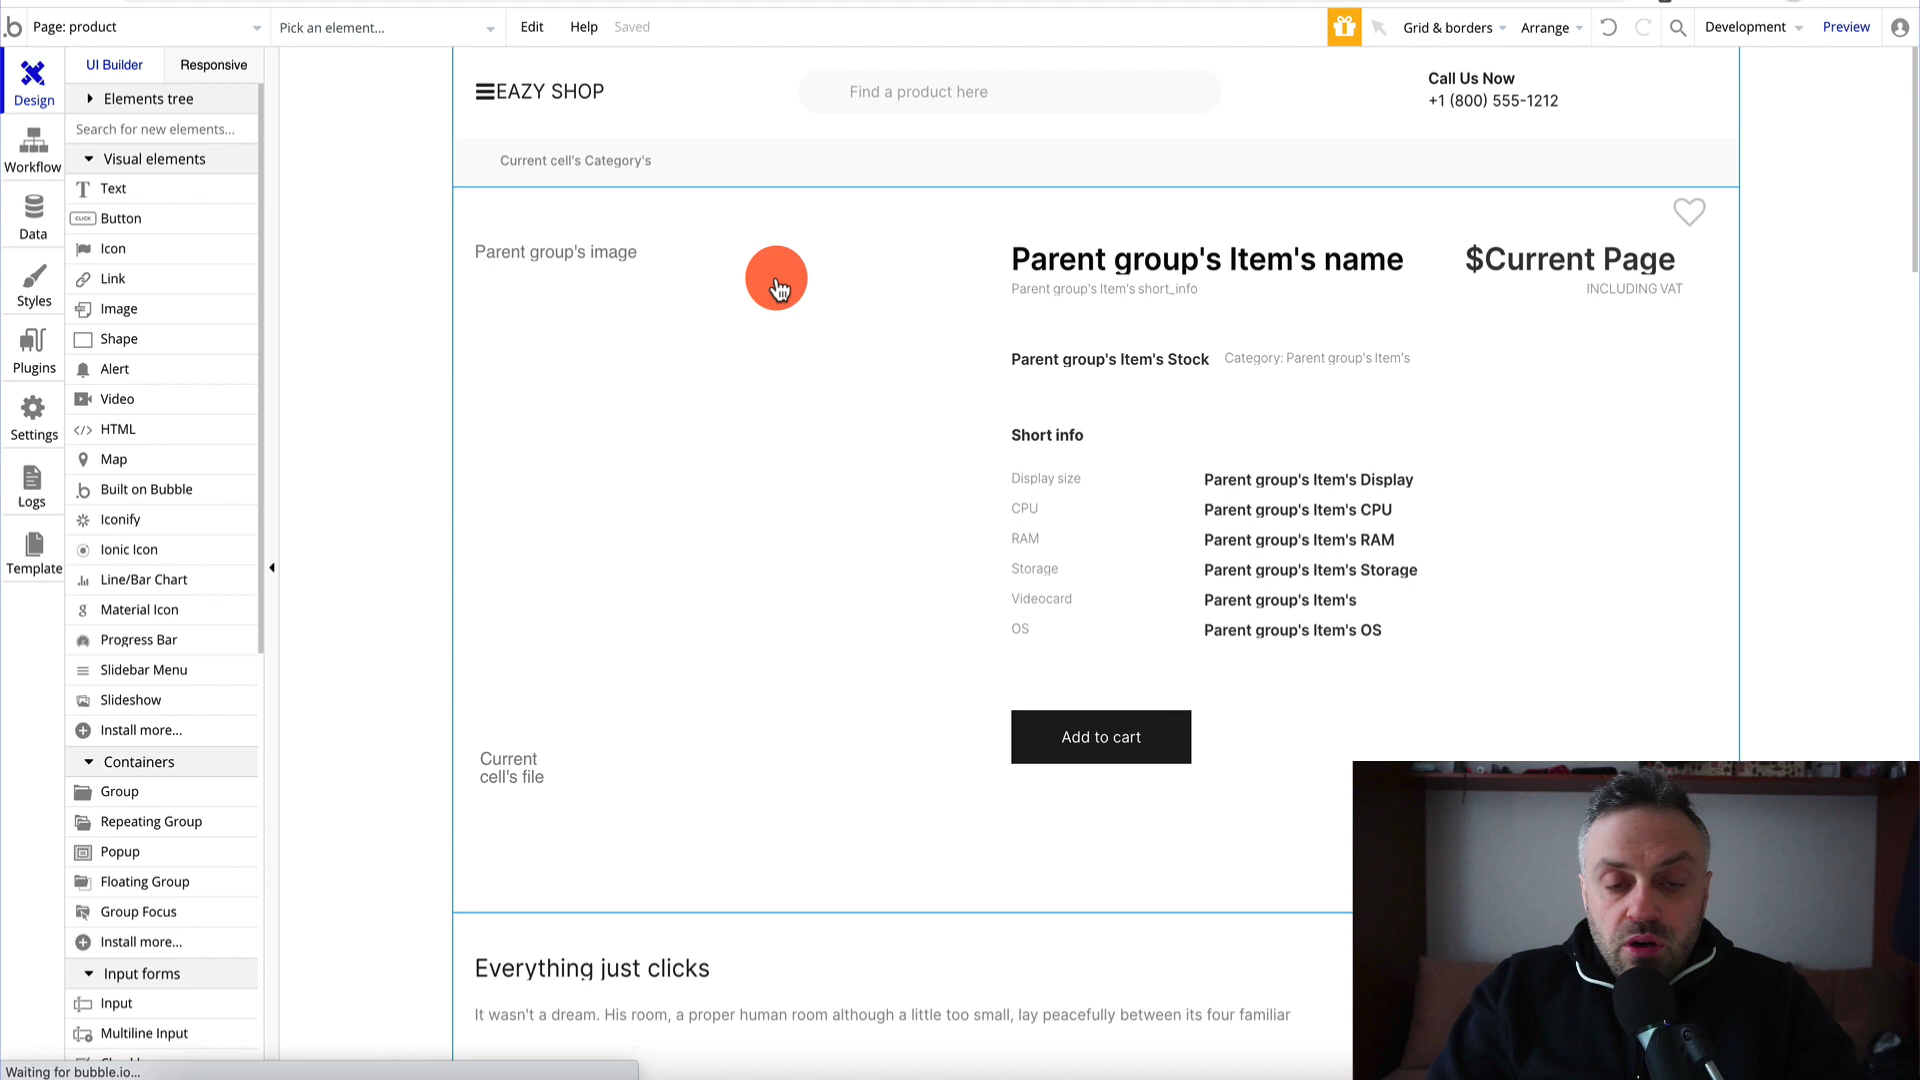 Page: product
Pick an element...
Edit
Help
Saved
Grid & borders
Arrange
Development
Preview
Design
Workflow
Data
Styles
Plugins
Settings
Logs
Template
UI Builder
Responsive
Elements tree
Search for new elements...
Visual elements
Text
CLICK
Button
Icon
Link
Image
Shape
Alert
Video
HTML
Map
Built on Bubble
Iconify
Ionic Icon
Line/Bar Chart
Material Icon
Progress Bar
Slidebar Menu
Slideshow
Install more...
Containers
Group
Repeating Group
Popup
Floating Group
Group Focus
Install more...
Input forms
Input
Multiline Input
Waiting for bubble.io...
EAZY SHOP
Find a product here
Call Us Now
+1 (800) 555-1212
Current cell's Category's
Parent group's image
Parent group's Item's name
$Current Page
Parent group's Item's short_info
INCLUDING VAT
Parent group's Item's Stock
Category: Parent group's Item's
Short info
Display size
Parent group's Item's Display
CPU
Parent group's Item's CPU
RAM
Parent group's Item's RAM
Storage
Parent group's Item's Storage
Videocard
Parent group's Item's
OS
Parent group's Item's OS
Add to cart
Current
cell's file
Everything just clicks
It wasn't a dream. His room, a proper human room although a little too small, lay peacefully between its four familiar